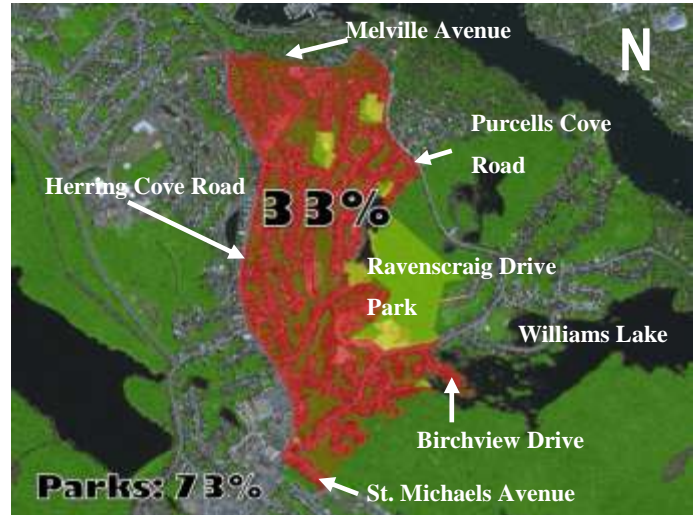 Melville Avenue
N
Purcells Cove
Road
Herring Cove Road
33%
Ravenscraig Drive
Park
Williams Lake
Birchview Drive
Parks: 73%
St. Michaels Avenue